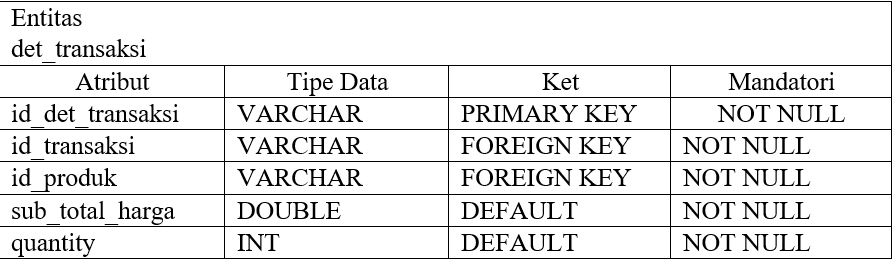 Entitas
det_transaksi
Atribut Tipe Data Ket Mandatori
id_det_transaksi VARCHAR PRIMARY KEY NOT NULL
id_transaksi VARCHAR FOREIGN KEY NOT NULL
id_produk VARCHAR FOREIGN KEY NOT NULL
sub_total_harga DOUBLE DEFAULT NOT NULL
quantity INT DEFAULT NOT NULL